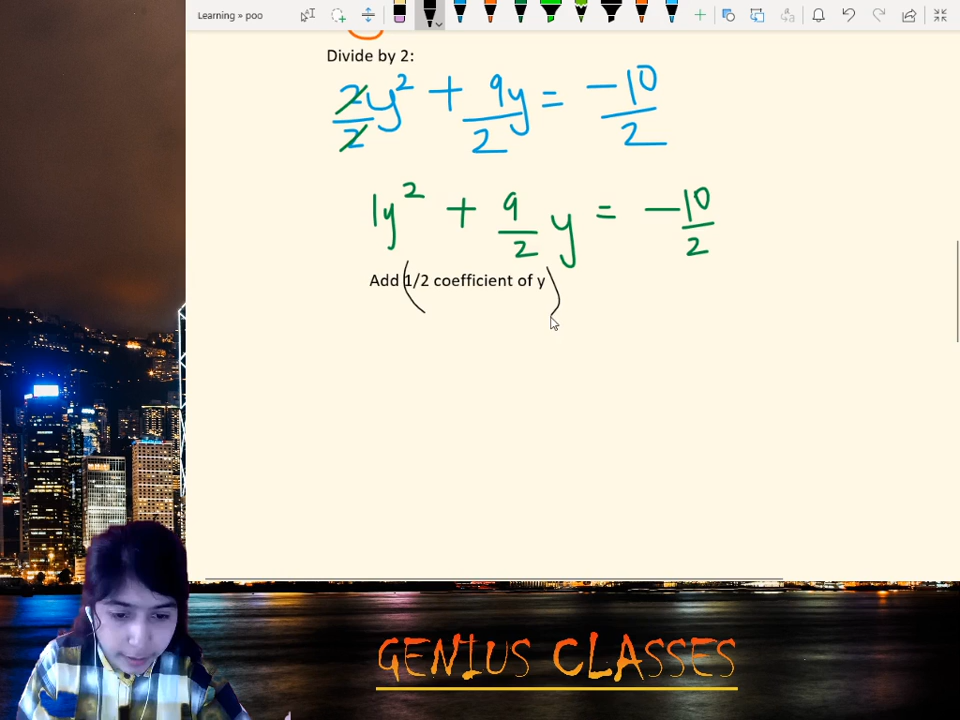 Learning » poo
Divide by 2:
2/2 y² + 9y/2 = -10/2
1y² + 9/2 y = -10/2
Add (1/2 coefficient of y)
GENIUS CLASSES